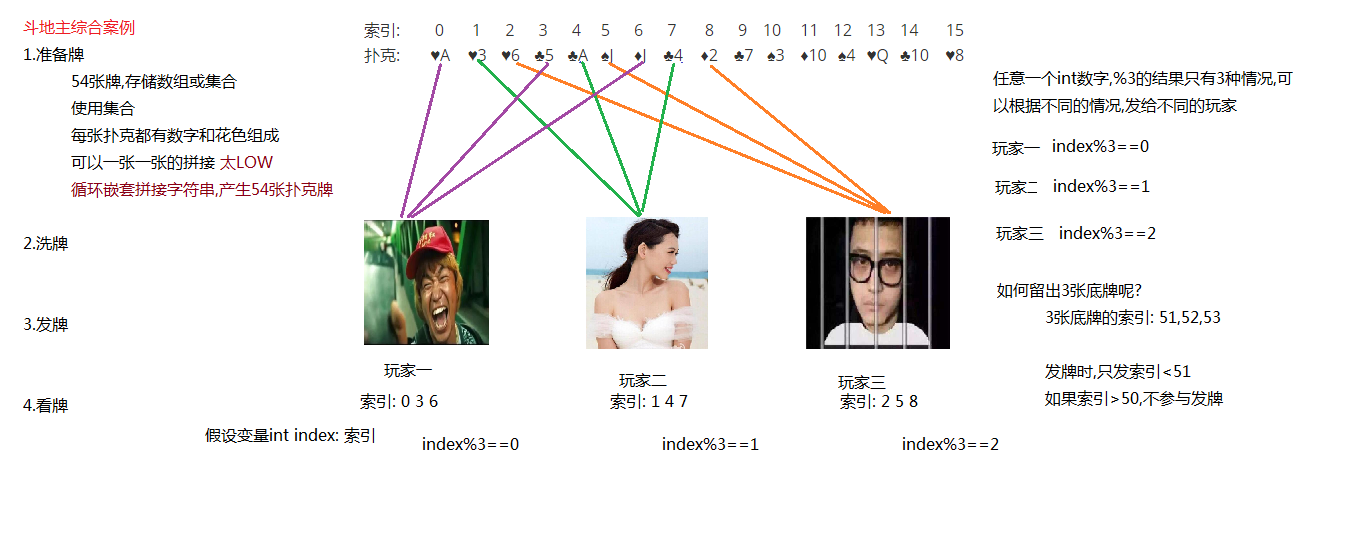 斗地主综合案例
1.准备牌
54张牌,存储数组或集合
使用集合
每张扑克都有数字和花色组成
可以一张一张的拼接 太LOW
循环嵌套拼接字符串,产生54张扑克牌
2.洗牌
3.发牌
4.看牌
索引: 0 1 2 3 4 5 6 7 8 9 10 11 12 13 14 15
扑克: ♥A ♥3 ♥6 ♣5 ♣A ♠J ♦J ♣4 ♦2 ♣7 ♠3 ♦10 ♠4 ♥Q ♣10 ♥8
玩家一
索引: 0 3 6
玩家二
索引: 1 4 7
玩家三
索引: 2 5 8
假设变量int index: 索引
index%3==0
index%3==1
index%3==2
任意一个int数字,%3的结果只有3种情况,可
以根据不同的情况,发给不同的玩家
玩家一 index%3==0
玩家二 index%3==1
玩家三 index%3==2
如何留出3张底牌呢?
3张底牌的索引: 51,52,53
发牌时,只发索引<51
如果索引>50,不参与发牌